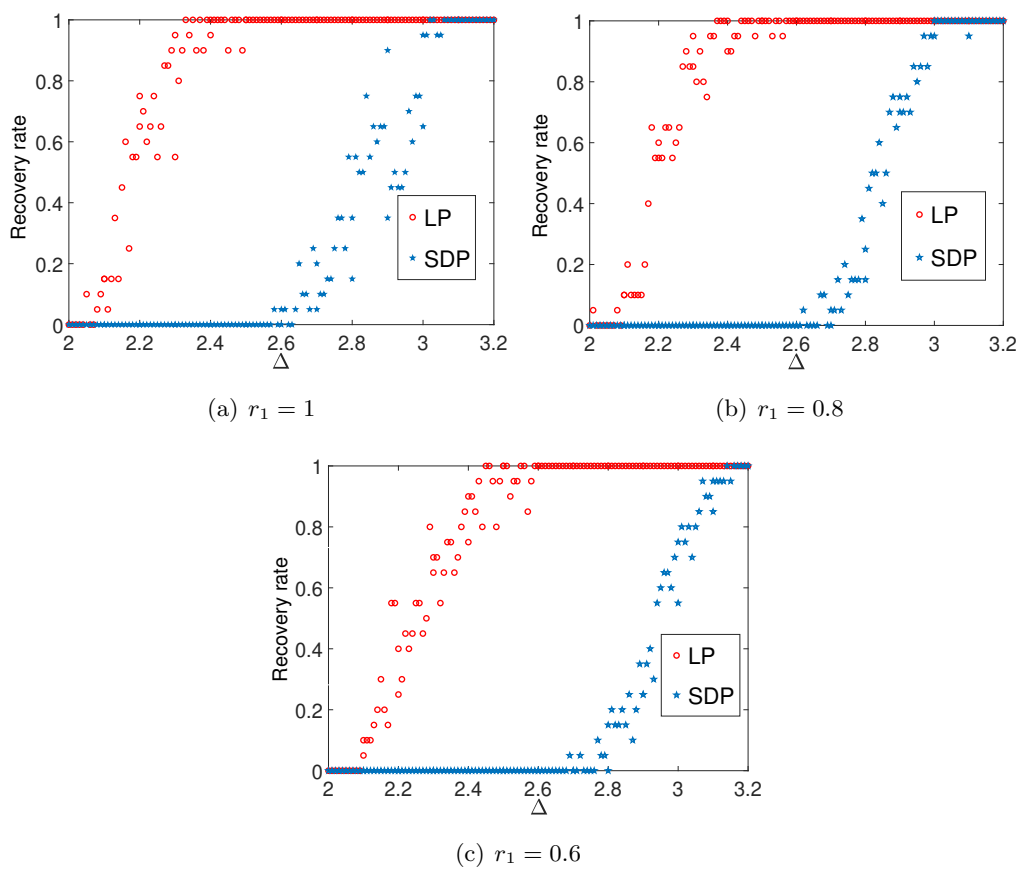 1
0.8
0.6
0.4
0.2
0
Recovery rate
LP
SDP
2 2.2 2.4 2.6 2.8 3 3.2
Δ
(a) r₁ = 1
1
0.8
0.6
0.4
0.2
0
Recovery rate
LP
SDP
2 2.2 2.4 2.6 2.8 3 3.2
Δ
(b) r₁ = 0.8
1
0.8
0.6
0.4
0.2
0
Recovery rate
LP
SDP
2 2.2 2.4 2.6 2.8 3 3.2
Δ
(c) r₁ = 0.6